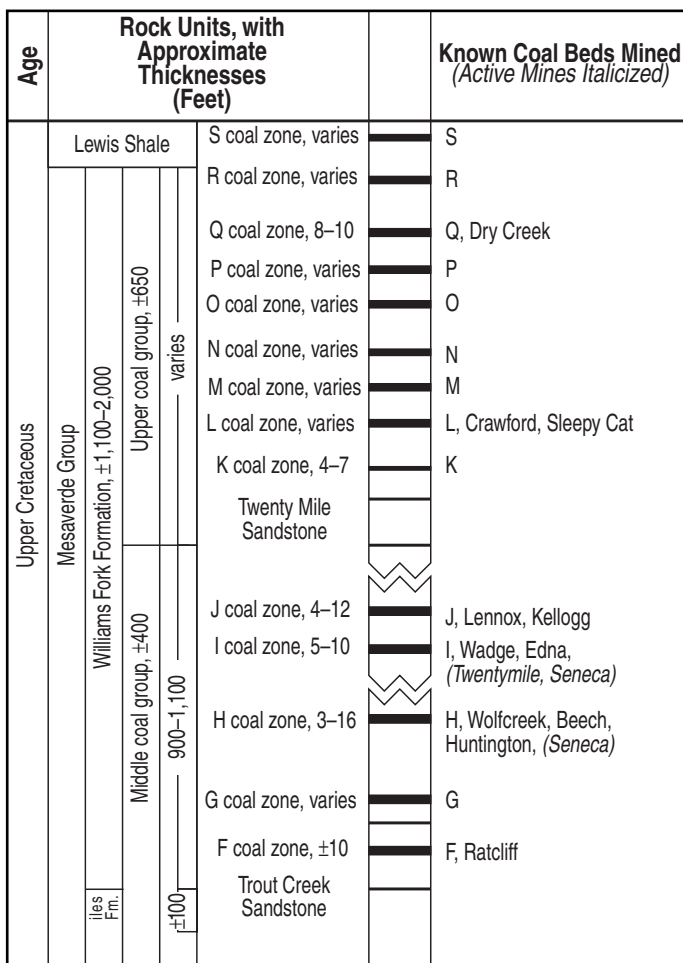 Age
Rock Units, with
Approximate
Thicknesses
(Feet)
Known Coal Beds Mined
(Active Mines Italicized)
Upper Cretaceous
Mesaverde Group
Lewis Shale
Williams Fork Formation, ±1,100–2,000
iles
Fm.
Upper coal group, ±650
Middle coal group, ±400
varies
900–1,100
±100
S coal zone, varies
S
R coal zone, varies
R
Q coal zone, 8–10
Q, Dry Creek
P coal zone, varies
P
O coal zone, varies
O
N coal zone, varies
N
M coal zone, varies
M
L coal zone, varies
L, Crawford, Sleepy Cat
K coal zone, 4–7
K
Twenty Mile
Sandstone
J coal zone, 4–12
J, Lennox, Kellogg
I coal zone, 5–10
I, Wadge, Edna,
(Twentymile, Seneca)
H coal zone, 3–16
H, Wolfcreek, Beech,
Huntington, (Seneca)
G coal zone, varies
G
F coal zone, ±10
F, Ratcliff
Trout Creek
Sandstone